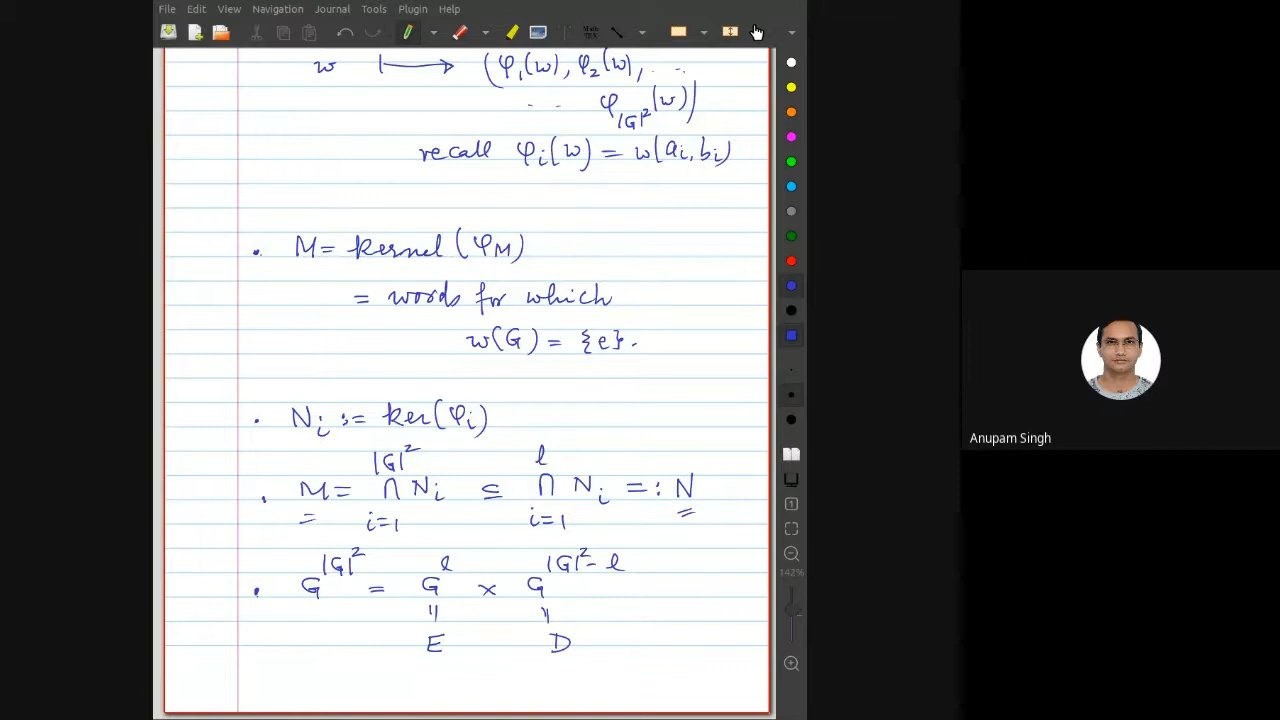 File Edit View Navigation Journal Tools Plugin Help
w ⟼ (φ₁(w), φ₂(w), ...
.. φ_{|G|²}(w))
recall φᵢ(w) = w(aᵢ, bᵢ)
. M = kernel(φ_M)
= words for which
w(G) = {e}.
. Nᵢ := ker(φᵢ)
. M = ⋂_{i=1}^{|G|²} Nᵢ ⊆ ⋂_{i=1}^{l} Nᵢ =: N
. G^{|G|²} = G^l × G^{|G|²-l}
= =
E D
142%
Anupam Singh